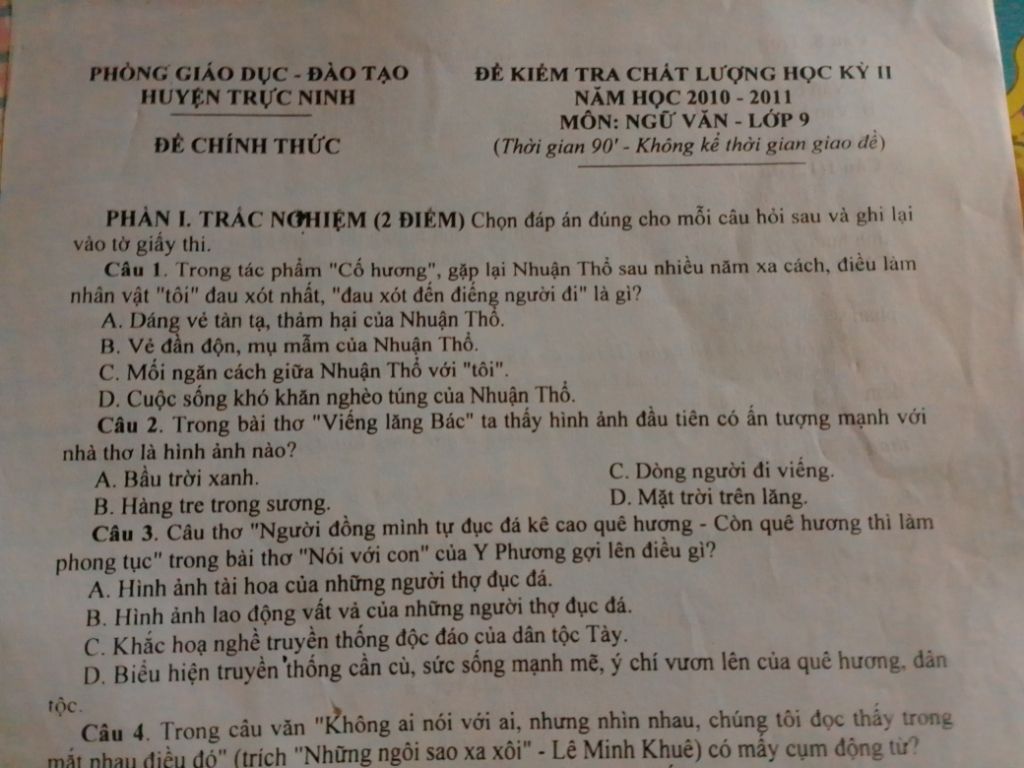 PHÒNG GIÁO DỤC - ĐÀO TẠO
HUYỆN TRỰC NINH
ĐỀ CHÍNH THỨC
ĐỀ KIỂM TRA CHẤT LƯỢNG HỌC KỲ II
NĂM HỌC 2010 - 2011
MÔN: NGỮ VĂN - LỚP 9
(Thời gian 90' - Không kể thời gian giao đề)
PHẦN I. TRẮC NGHIỆM (2 ĐIỂM) Chọn đáp án đúng cho mỗi câu hỏi sau và ghi lại
vào tờ giấy thi.
Câu 1. Trong tác phẩm "Cố hương", gặp lại Nhuận Thổ sau nhiều năm xa cách, điều làm
nhân vật "tôi" đau xót nhất, "đau xót đến điếng người đi" là gì?
A. Dáng vẻ tàn tạ, thảm hại của Nhuận Thổ.
B. Vẻ đần độn, mụ mẫm của Nhuận Thổ.
C. Mối ngăn cách giữa Nhuận Thổ với "tôi".
D. Cuộc sống khó khăn nghèo túng của Nhuận Thổ.
Câu 2. Trong bài thơ "Viếng lăng Bác" ta thấy hình ảnh đầu tiên có ấn tượng mạnh với
nhà thơ là hình ảnh nào?
A. Bầu trời xanh.
C. Dòng người đi viếng.
B. Hàng tre trong sương.
D. Mặt trời trên lăng.
Câu 3. Câu thơ "Người đồng mình tự đục đá kê cao quê hương - Còn quê hương thì làm
phong tục" trong bài thơ "Nói với con" của Y Phương gợi lên điều gì?
A. Hình ảnh tài hoa của những người thợ đục đá.
B. Hình ảnh lao động vất vả của những người thợ đục đá.
C. Khắc hoạ nghề truyền thống độc đáo của dân tộc Tày.
D. Biểu hiện truyền thống cần cù, sức sống mạnh mẽ, ý chí vươn lên của quê hương, dân
tộc.
Câu 4. Trong câu văn "Không ai nói với ai, nhưng nhìn nhau, chúng tôi đọc thấy trong
mắt nhau điều đó" (trích "Những ngôi sao xa xôi" - Lê Minh Khuê) có mấy cụm động từ?